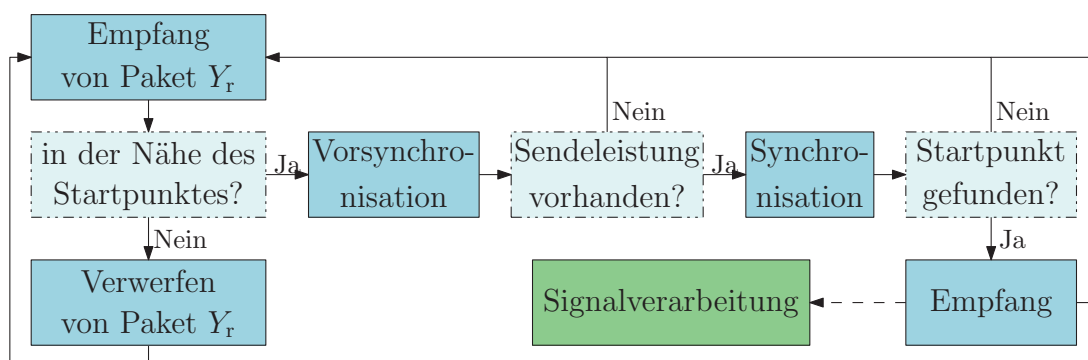 Empfang
von Paket Yr
Nein
Nein
in der Nähe des
Startpunktes?
Ja
Vorsynchro-
nisation
Sendeleistung
vorhanden?
Ja
Synchro-
nisation
Startpunkt
gefunden?
Nein
Ja
Verwerfen
von Paket Yr
Signalverarbeitung
Empfang